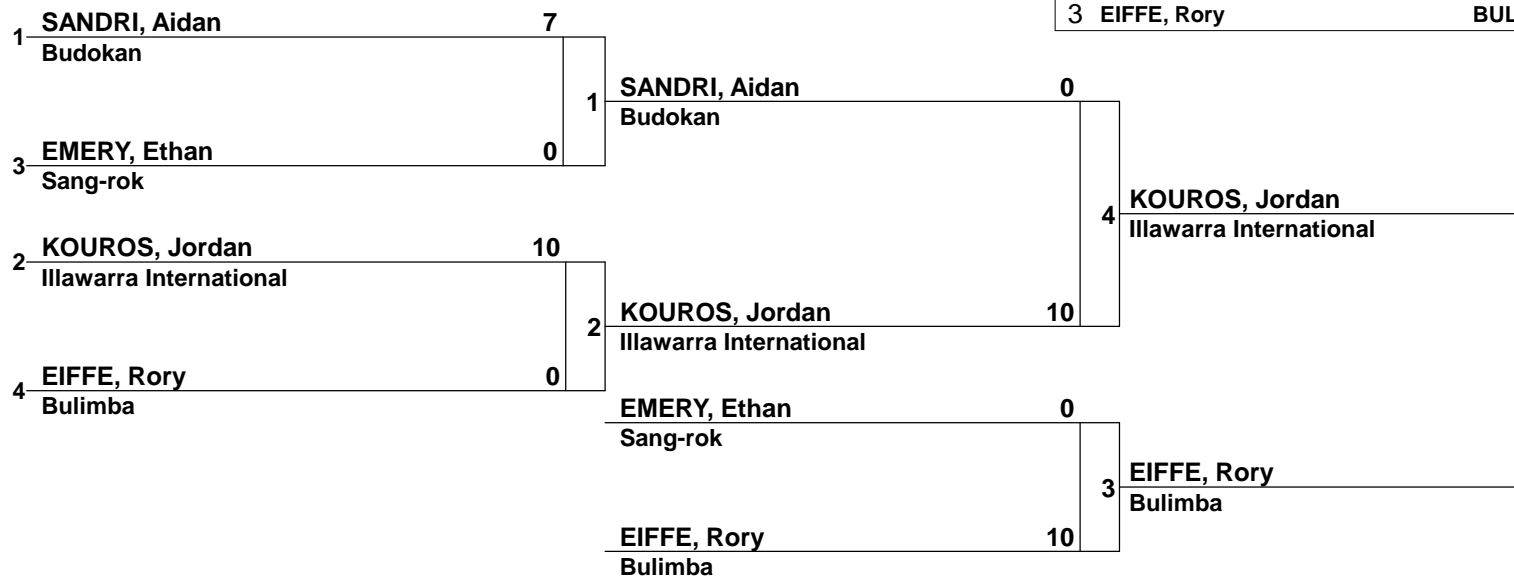 3 EIFFE, Rory BUL
1 SANDRI, Aidan 7
Budokan
3 EMERY, Ethan 0
Sang-rok
1
2 KOUROS, Jordan 10
Illawarra International
4 EIFFE, Rory 0
Bulimba
2
SANDRI, Aidan 0
Budokan
KOUROS, Jordan 10
Illawarra International
4
EMERY, Ethan 0
Sang-rok
EIFFE, Rory 10
Bulimba
3
KOUROS, Jordan
Illawarra International
EIFFE, Rory
Bulimba